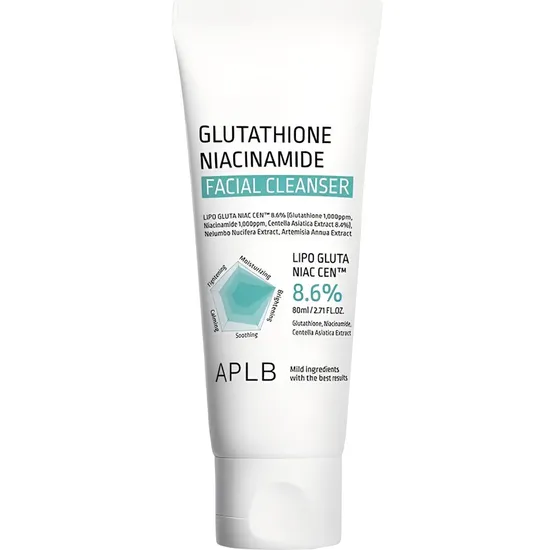 GLUTATHIONE
NIACINAMIDE
FACIAL CLEANSER
LIPO GLUTA NIAC CEN™ 8.6% (Glutathione 1,000ppm,
Niacinamide 1,000ppm, Centella Asiatica Extract 8.4%),
Nelumbo Nucifera Extract, Artemisia Annua Extract
LIPO GLUTA
NIAC CEN™
8.6%
80ml/2.71FL.OZ.
Glutathione, Niacinamide,
Centella Asiatica Extract
Moisturizing
Brightening
Soothing
Calming
Tightening
APLB
Mild ingredients
with the best results